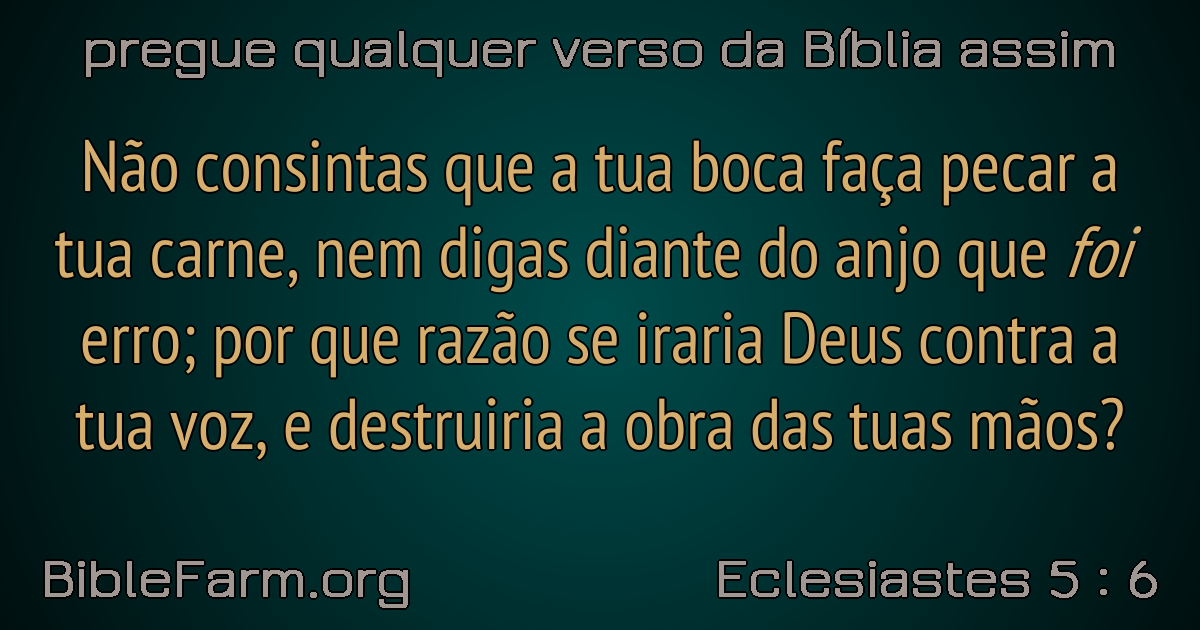 pregue qualquer verso da Bíblia assim
Não consintas que a tua boca faça pecar a
tua carne, nem digas diante do anjo que foi
erro; por que razão se iraria Deus contra a
tua voz, e destruiria a obra das tuas mãos?
BibleFarm.org
Eclesiastes 5 : 6